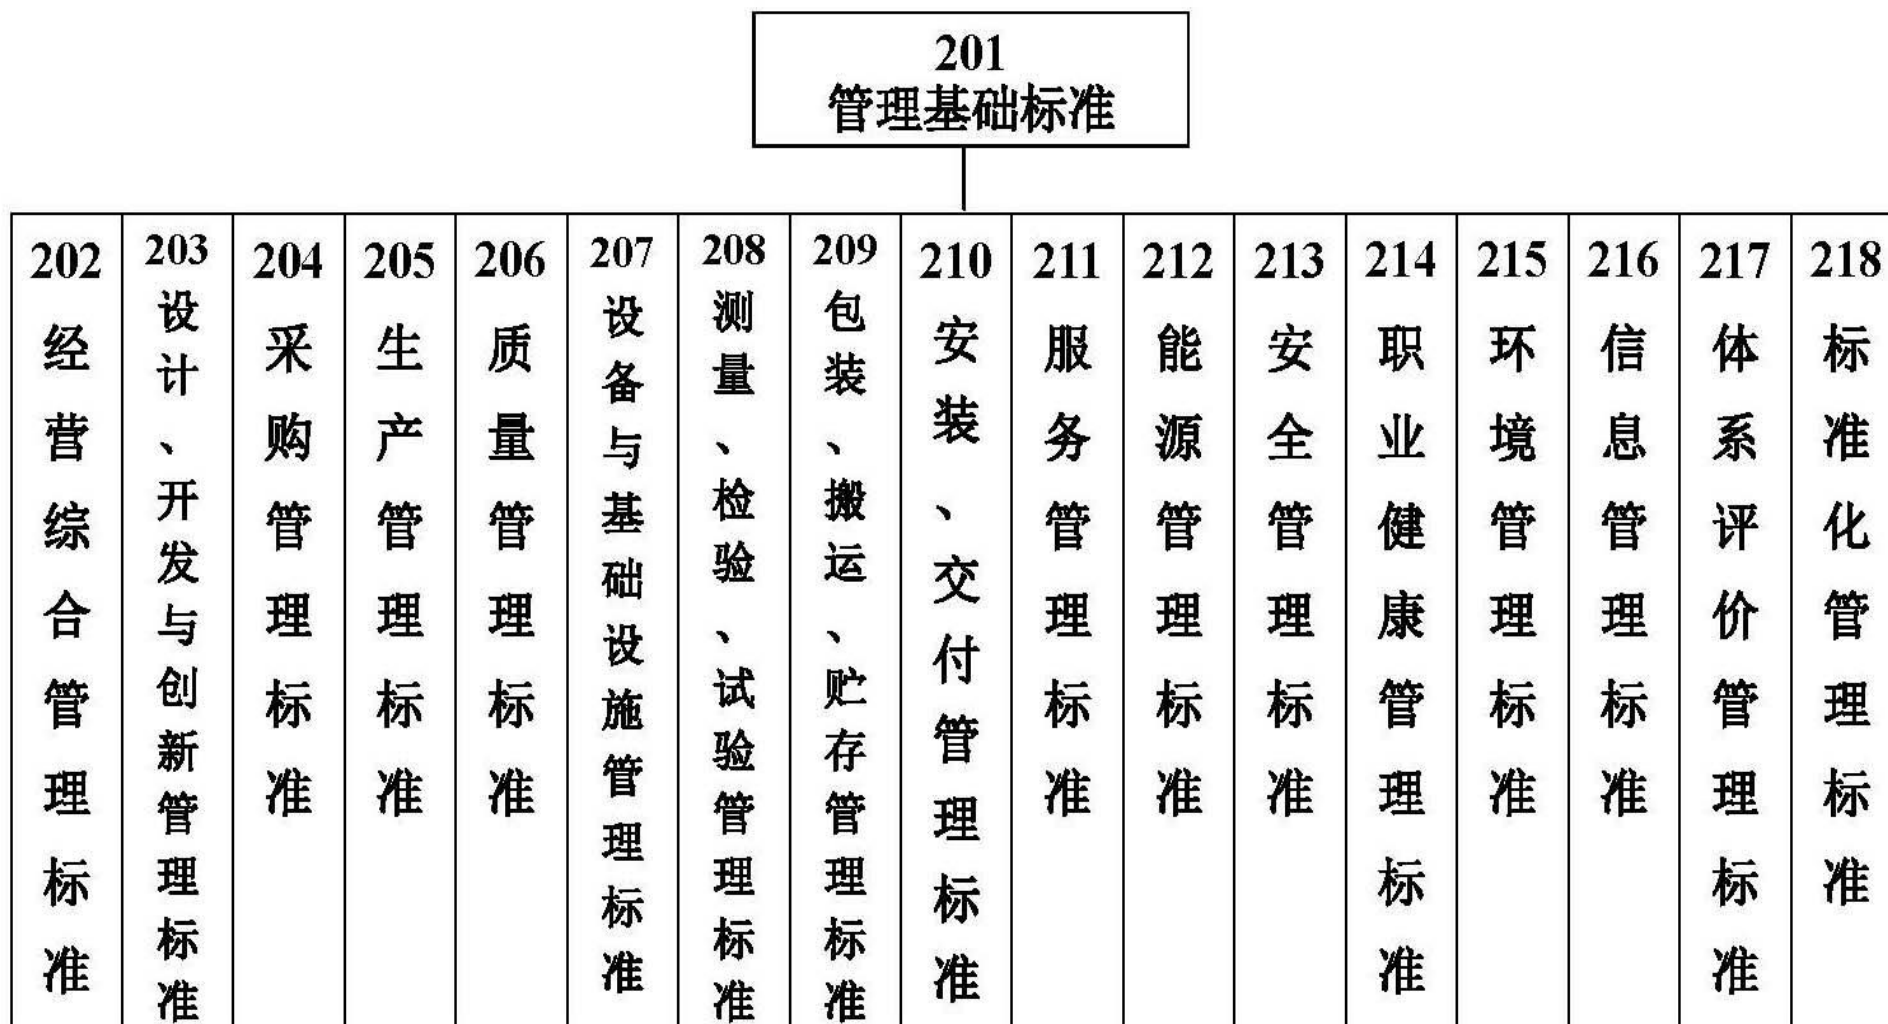 201
管理基础标准
202
经营综合管理标准
203
设计、开发与创新管理标准
204
采购管理标准
205
生产管理标准
206
质量管理标准
207
设备与基础设施管理标准
208
测量、检验、试验管理标准
209
包装、搬运、贮存管理标准
210
安装、交付管理标准
211
服务管理标准
212
能源管理标准
213
安全管理标准
214
职业健康管理标准
215
环境管理标准
216
信息管理标准
217
体系评价管理标准
218
标准化管理标准